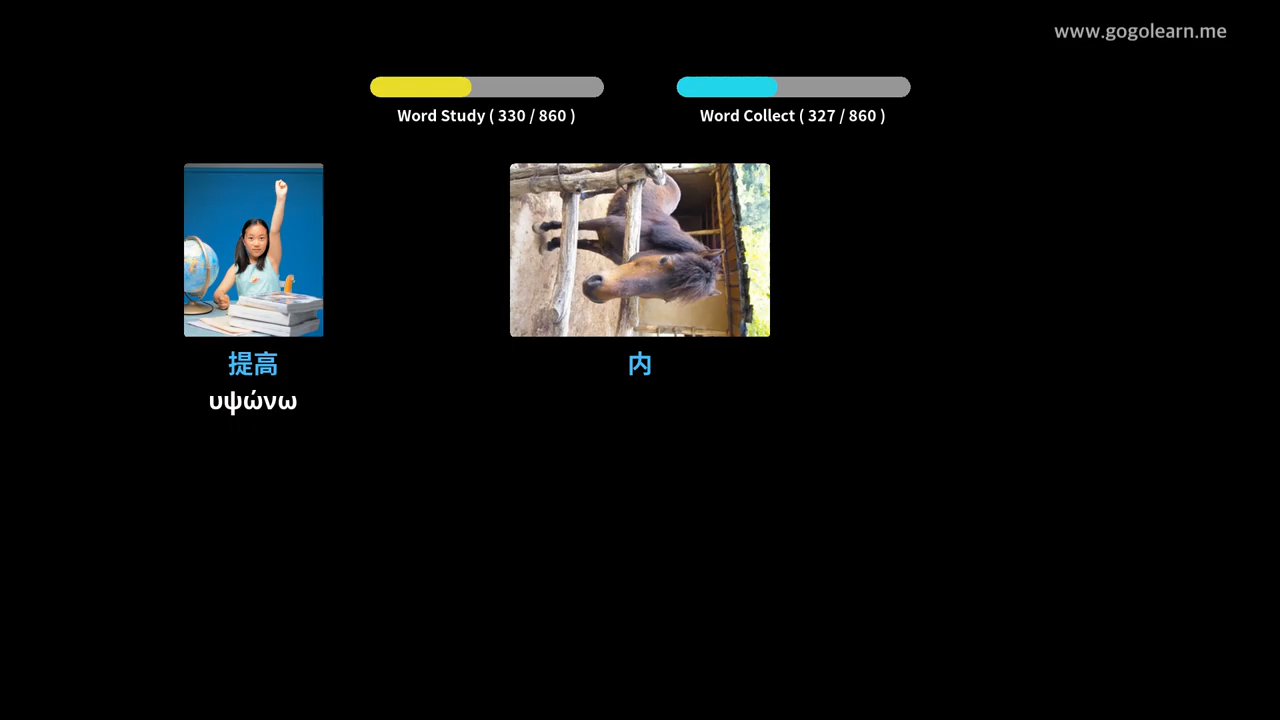 www.gogolearn.me
Word Study ( 330 / 860 )
Word Collect ( 327 / 860 )
提高
内
υψώνω